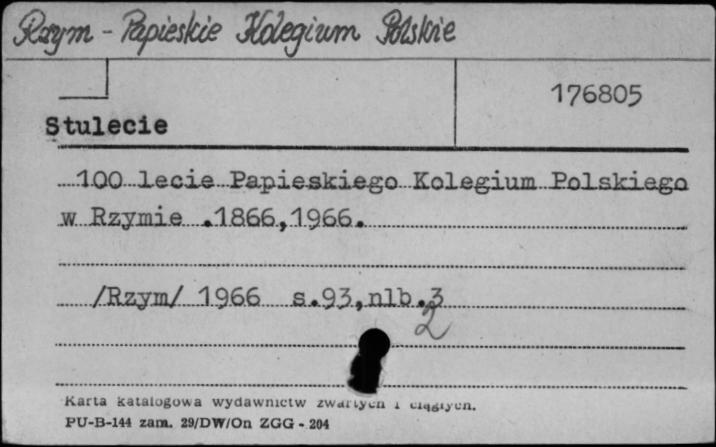 Rzym - Papieskie Kolegium Polskie
176805
Stulecie
100 lecie Papieskiego Kolegium Polskiego
w Rzymie .1866,1966.
/Rzym/ 1966 s.93,nlb.3
2
Karta katalogowa wydawnictw zwartych i ciągłych.
PU-B-144 zam. 29/DW/On ZGG - 204